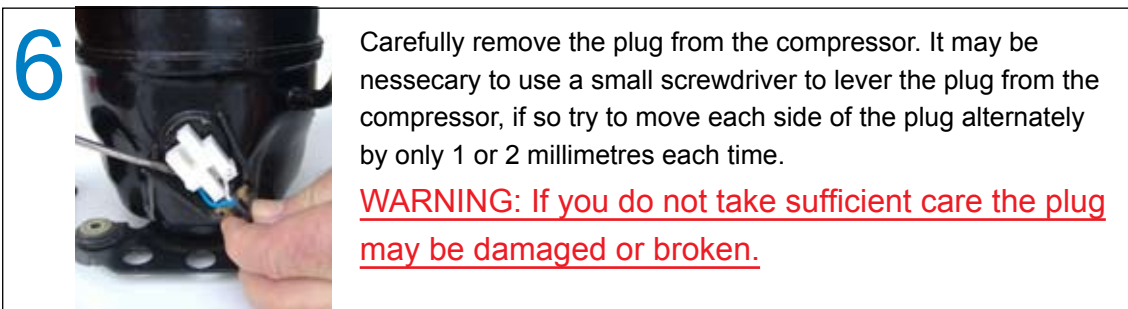 6
Carefully remove the plug from the compressor. It may be
nessecary to use a small screwdriver to lever the plug from the
compressor, if so try to move each side of the plug alternately
by only 1 or 2 millimetres each time.
WARNING: If you do not take sufficient care the plug
may be damaged or broken.